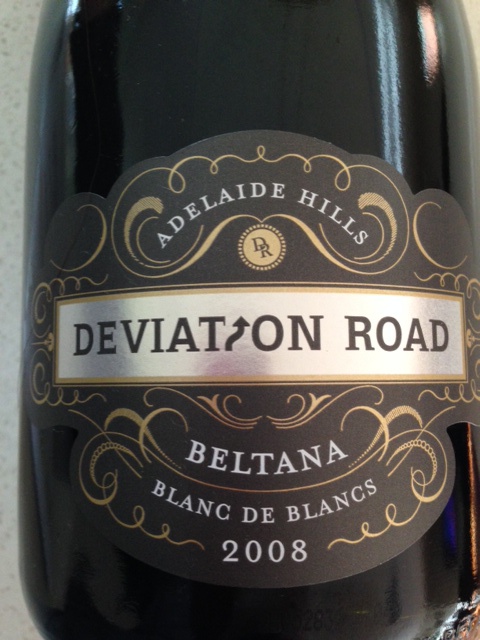 ADELAIDE HILLS
DR
DEVIATION ROAD
BELTANA
BLANC DE BLANCS
2008